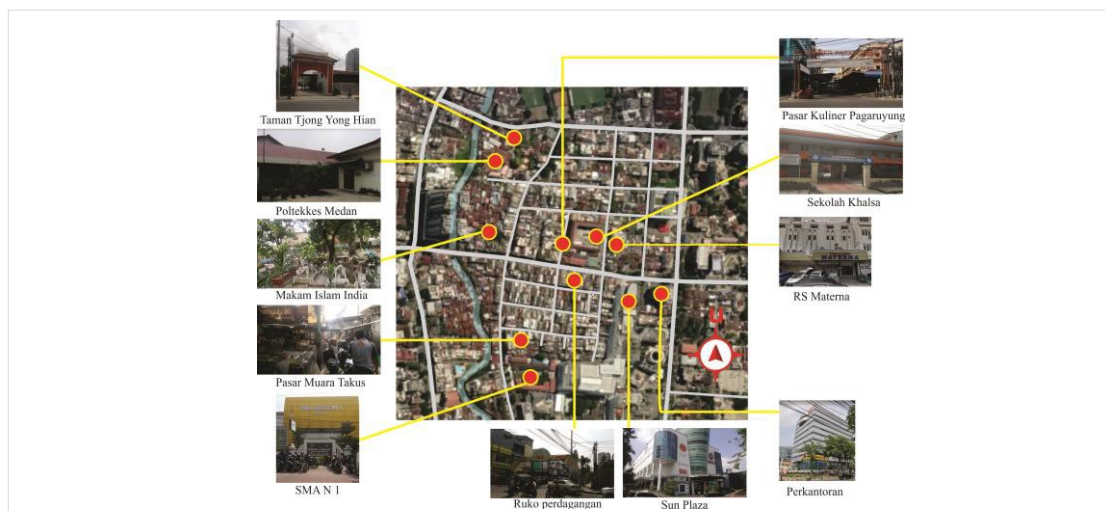 Taman Tjong Yong Hian
Poltekkes Medan
Makam Islam India
Pasar Muara Takus
SMA N 1
Pasar Kuliner Pagaruyung
Sekolah Khalsa
MATERNA
RS Materna
U
Ruko perdagangan
Sun Plaza
Perkantoran